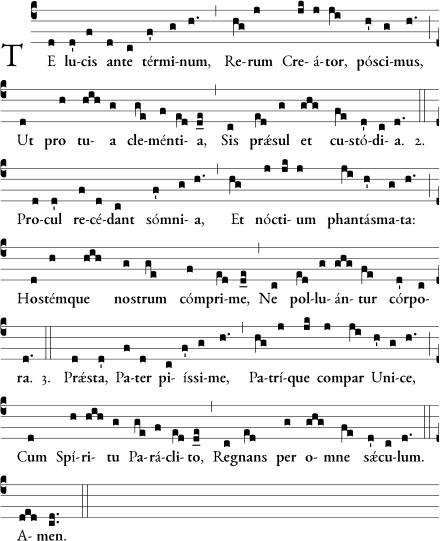 TE lu-cis ante térmi-num, Re-rum Cre-á-tor, pósci-mus,
Ut pro tu-a cle-ménti-a, Sis prǽsul et cu-stó-di-a. 2.
Pro-cul re-cé-dant sómni-a, Et nócti-um phantásma-ta:
Hostémque nostrum cómpri-me, Ne pol-lu-án-tur córpo-
ra. 3. Prǽsta, Pa-ter pi-íssi-me, Pa-trí-que compar Uni-ce,
Cum Spí-ri-tu Pa-rá-cli-to, Regnans per o-mne sǽcu-lum.
A-men.